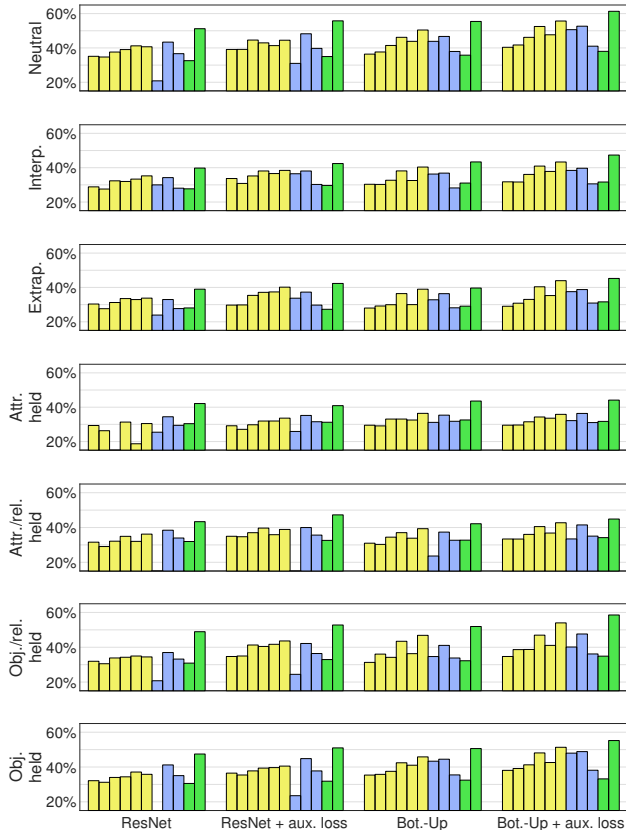 Neutral
60%
40%
20%
Interp.
60%
40%
20%
Extrap.
60%
40%
20%
Attr.
held
60%
40%
20%
Attr./rel.
held
60%
40%
20%
Obj./rel.
held
60%
40%
20%
Obj.
held
60%
40%
20%
ResNet
ResNet + aux. loss
Bot.-Up
Bot.-Up + aux. loss